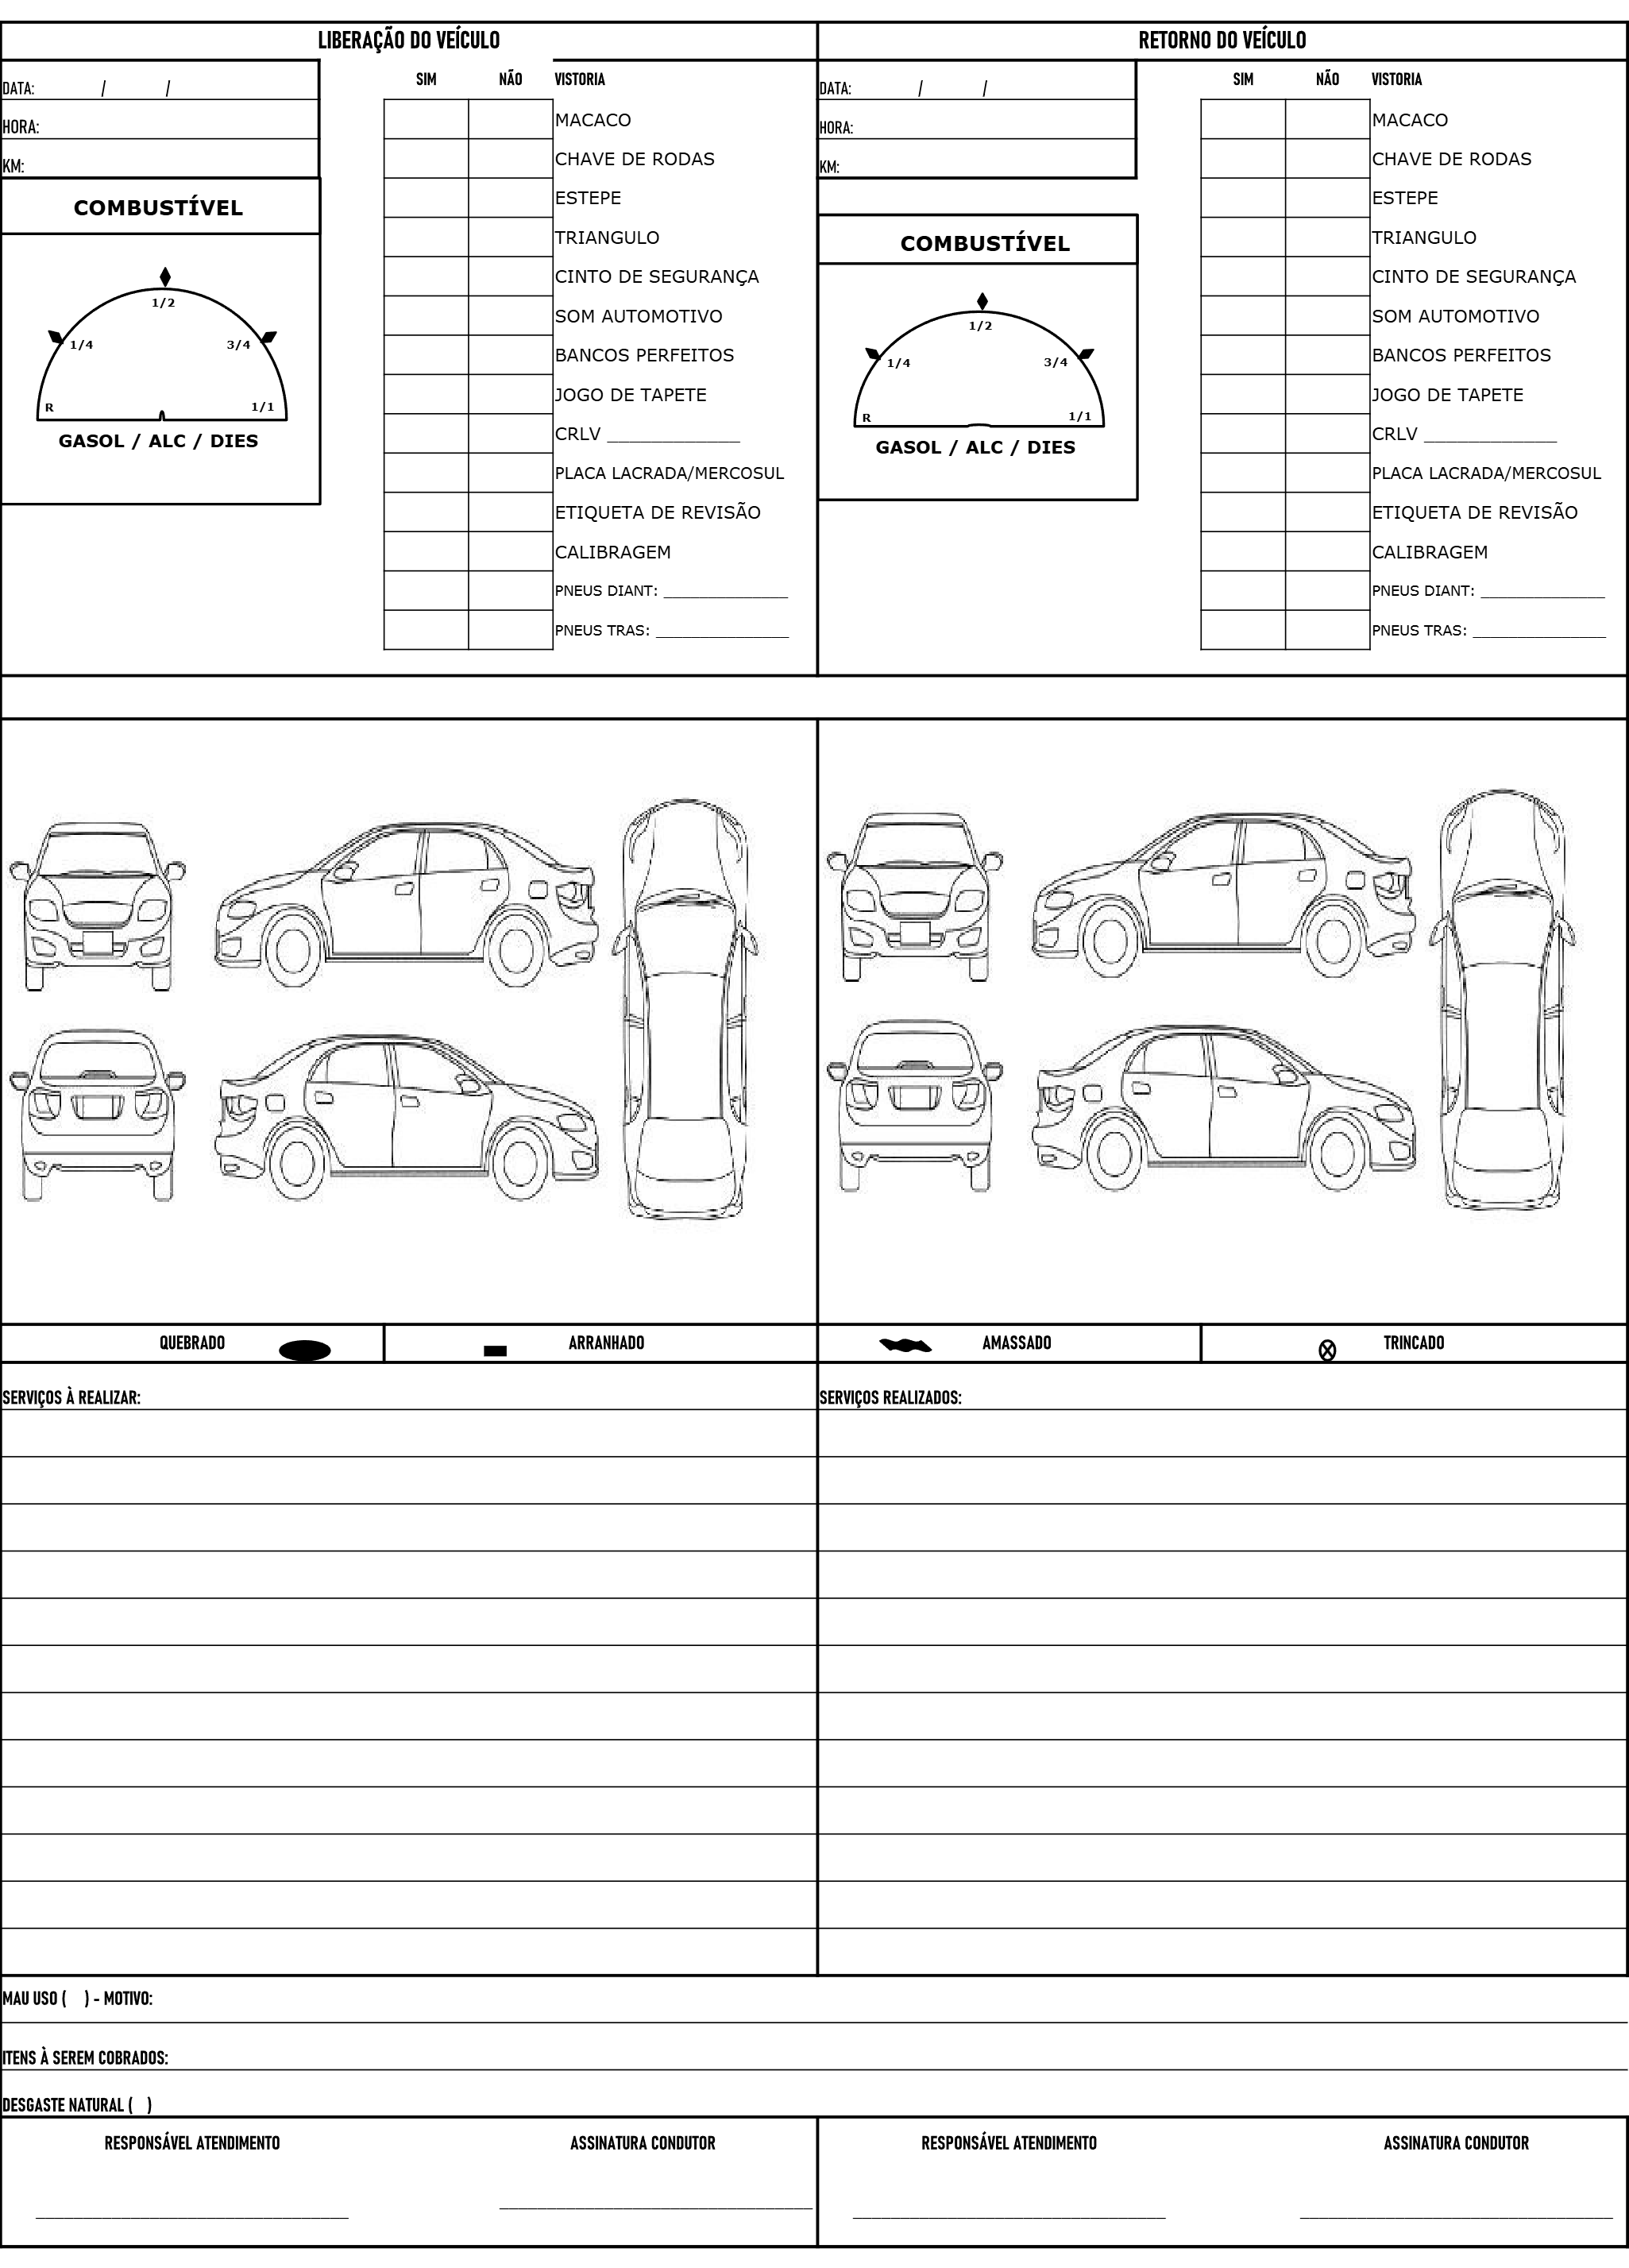 LIBERAÇÃO DO VEÍCULO
DATA: / /
HORA:
KM:
COMBUSTÍVEL
1/2
1/4 3/4
R 1/1
GASOL / ALC / DIES
SIM NÃO VISTORIA
MACACO
CHAVE DE RODAS
ESTEPE
TRIANGULO
CINTO DE SEGURANÇA
SOM AUTOMOTIVO
BANCOS PERFEITOS
JOGO DE TAPETE
CRLV ______________
PLACA LACRADA/MERCOSUL
ETIQUETA DE REVISÃO
CALIBRAGEM
PNEUS DIANT: ______________
PNEUS TRAS: ______________
RETORNO DO VEÍCULO
DATA: / /
HORA:
KM:
COMBUSTÍVEL
1/2
1/4 3/4
R 1/1
GASOL / ALC / DIES
SIM NÃO VISTORIA
MACACO
CHAVE DE RODAS
ESTEPE
TRIANGULO
CINTO DE SEGURANÇA
SOM AUTOMOTIVO
BANCOS PERFEITOS
JOGO DE TAPETE
CRLV ______________
PLACA LACRADA/MERCOSUL
ETIQUETA DE REVISÃO
CALIBRAGEM
PNEUS DIANT: ______________
PNEUS TRAS: ______________
QUEBRADO ARRANHADO AMASSADO TRINCADO
SERVIÇOS À REALIZAR:
SERVIÇOS REALIZADOS:
MAU USO ( ) - MOTIVO:
ITENS À SEREM COBRADOS:
DESGASTE NATURAL ( )
RESPONSÁVEL ATENDIMENTO ASSINATURA CONDUTOR
RESPONSÁVEL ATENDIMENTO ASSINATURA CONDUTOR